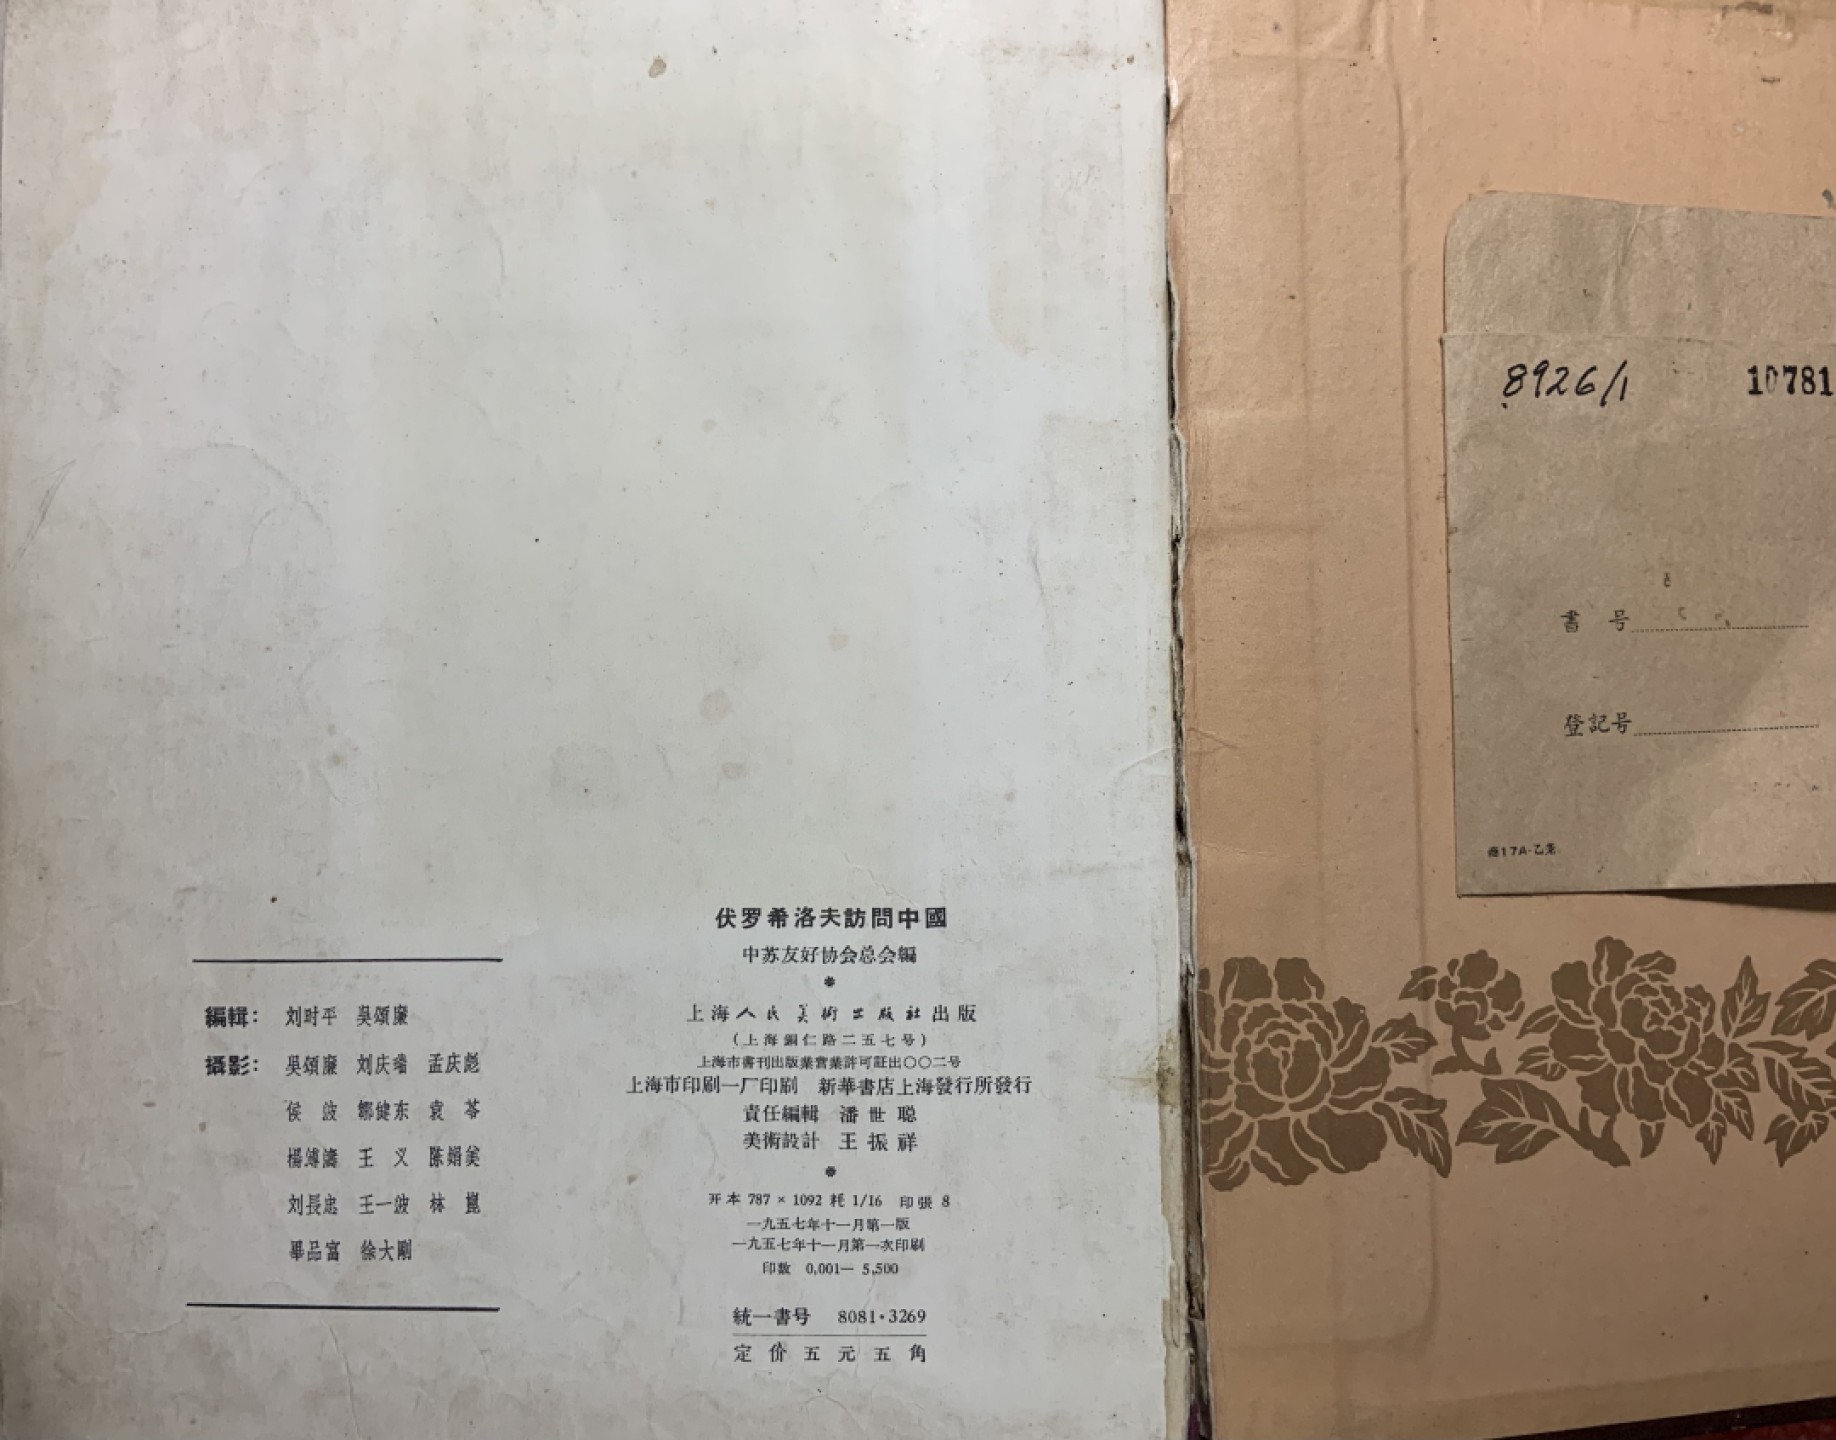 編輯： 刘时平 吳頌廉
攝影： 吳頌廉 刘庆瑞 孟庆彪
侯 波 鄒健东 袁 苓
楊溥濤 王 义 陈娟美
刘長忠 王一波 林 崑
畢品富 徐大剛
伏罗希洛夫訪問中國
中苏友好协会总会編
*
上海人民美術出版社出版
(上海銅仁路二五七号)
上海市書刊出版業営業許可証出〇〇二号
上海市印刷一厂印刷 新華書店上海發行所發行
責任編輯 潘世聪
美術設計 王振祥
*
开本 787 × 1092 耗 1/16 印張 8
一九五七年十一月第一版
一九五七年十一月第一次印刷
印数 0,001— 5,500
統一書号 8081·3269
定价五元五角
8926/1 10781
書 号
登記号
17A-乙